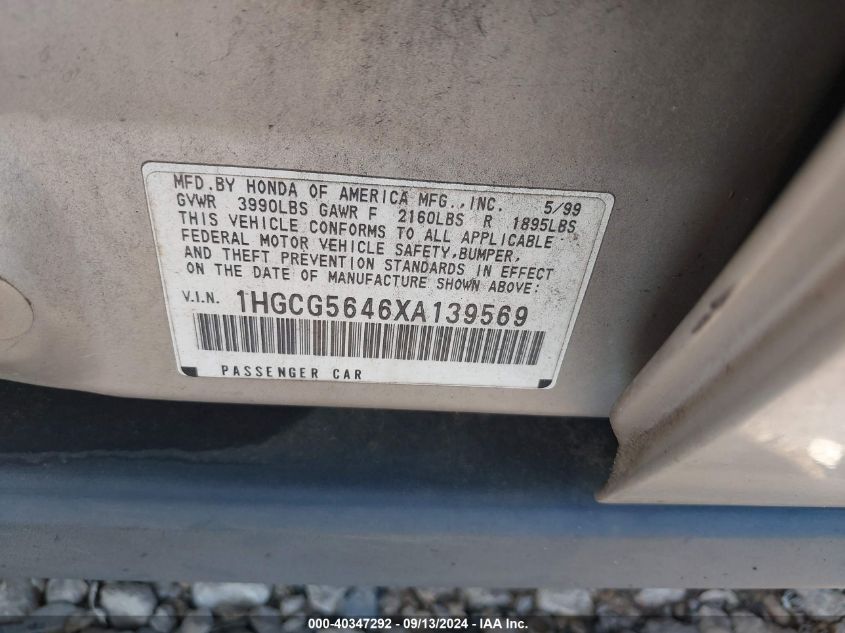 MFD.BY HONDA OF AMERICA MFG.,INC. 5/99
GVWR 3990LBS GAWR F 2160LBS R 1895LBS
THIS VEHICLE CONFORMS TO ALL APPLICABLE
FEDERAL MOTOR VEHICLE SAFETY,BUMPER,
AND THEFT PREVENTION STANDARDS IN EFFECT
ON THE DATE OF MANUFACTURE SHOWN ABOVE:
V.I.N. 1HGCG5646XA139569
PASSENGER CAR
000-40347292 - 09/13/2024 - IAA Inc.